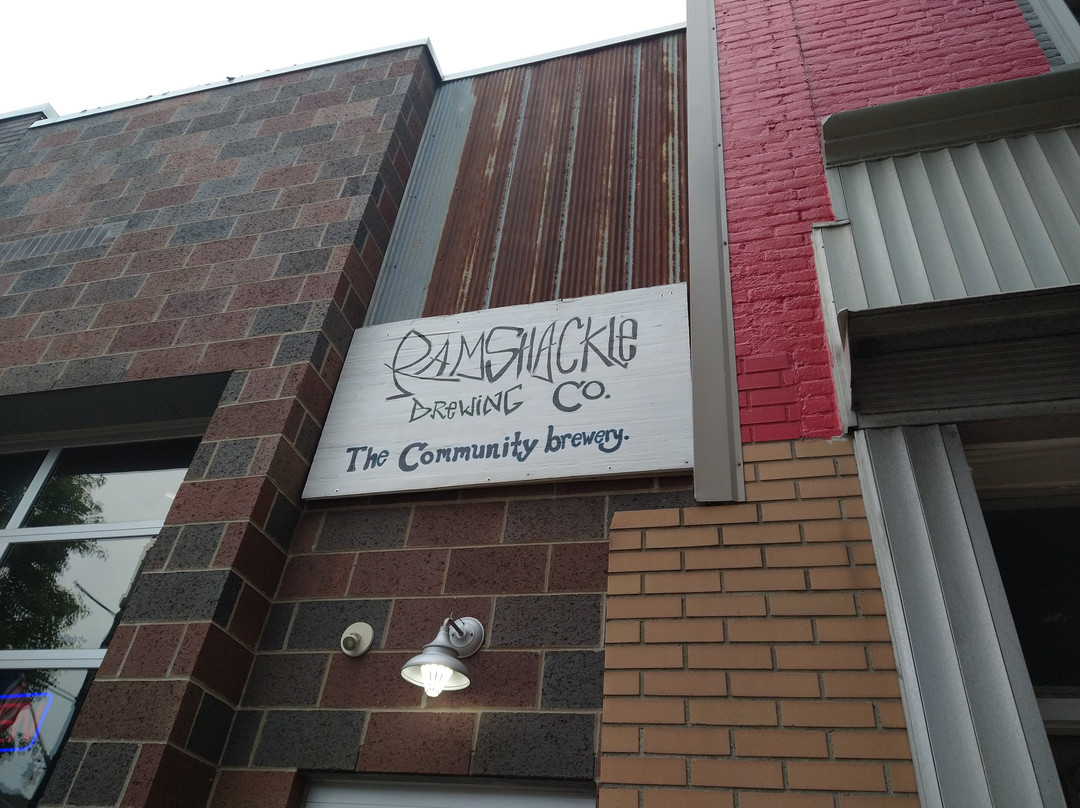 RAMSHACKLE
BREWING CO.
The Community brewery.